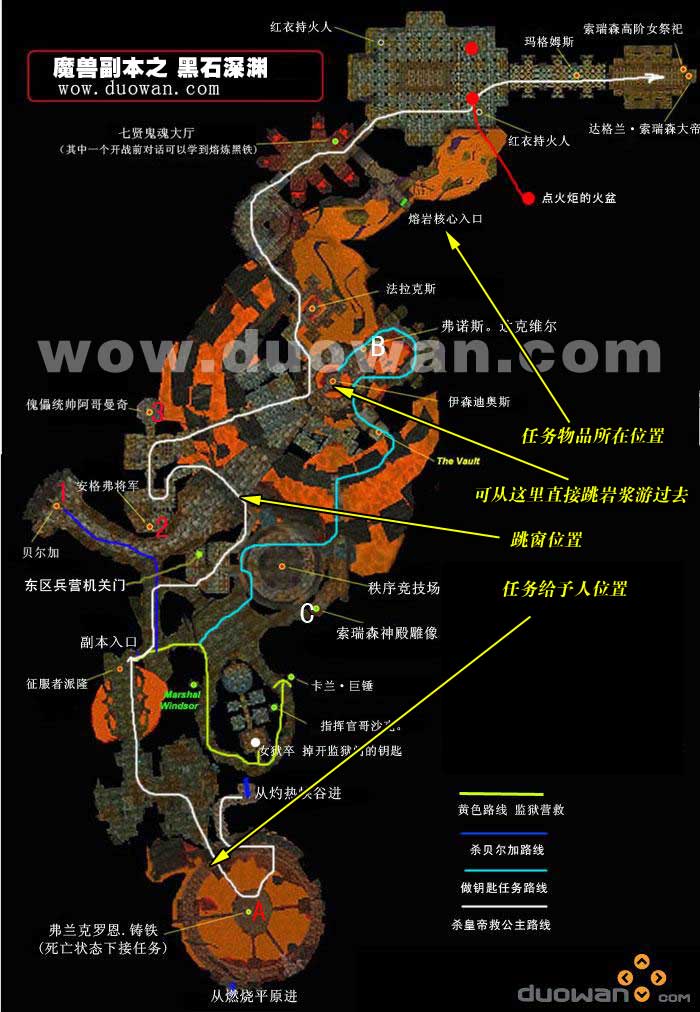 红衣持火人
索瑞森高阶女祭祀
玛格姆斯
魔兽副本之 黑石深渊
www.duowan.com
达格兰·索瑞森大帝
七贤鬼魂大厅
(其中一个开战前对话可以学到熔炼黑铁)
红衣持火人
点火炬的火盆
熔岩核心入口
法拉克斯
弗诺斯。达克维尔
B
wow.duowan.com
伊森迪奥斯
傀儡统帅阿哥曼奇
3
任务物品所在位置
The Vault
1
安格弗将军
可从这里直接跳岩浆游过去
2
跳窗位置
贝尔加
东区兵营机关门
秩序竞技场
任务给予人位置
C
索瑞森神殿雕像
副本入口
征服者派隆
Marshal
Windsor
卡兰·巨锤
指挥官哥沙克。
女狱卒 掉开监狱门的钥匙
从灼热峡谷进
黄色路线 监狱营救
杀贝尔加路线
做钥匙任务路线
杀皇帝救公主路线
A
弗兰克罗恩.铸铁
(死亡状态下接任务)
从燃烧平原进
duowan.com